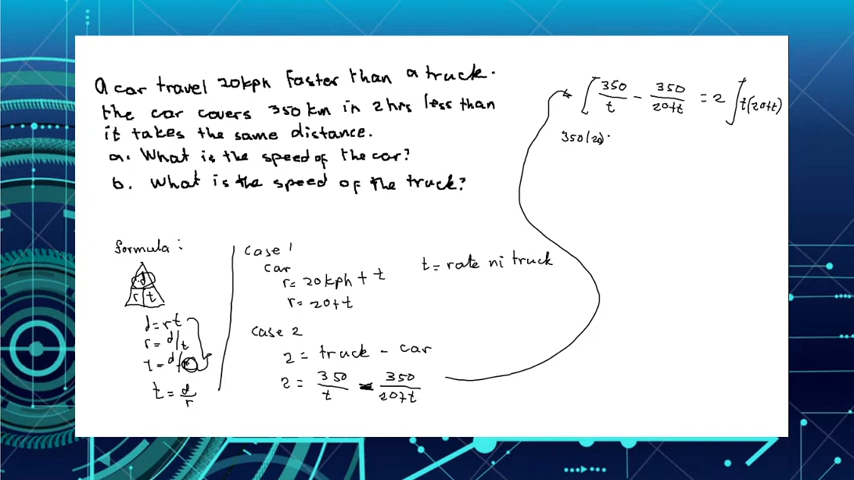 a car travel 20kph faster than a truck.
the car covers 350 km in 2hrs less than
it takes the same distance.
a. What is the speed of the car?
b. What is the speed of the truck?
formula:
d
r t
d=rt
r=d/t
t=d/
t = d/r
Case 1
car
r= 20kph + t
r= 20+t
t= rate ni truck
case 2
2 = truck - car
2 = 350/t - 350/20+t
[350/t - 350/20+t = 2] t(20+t)
350(20)